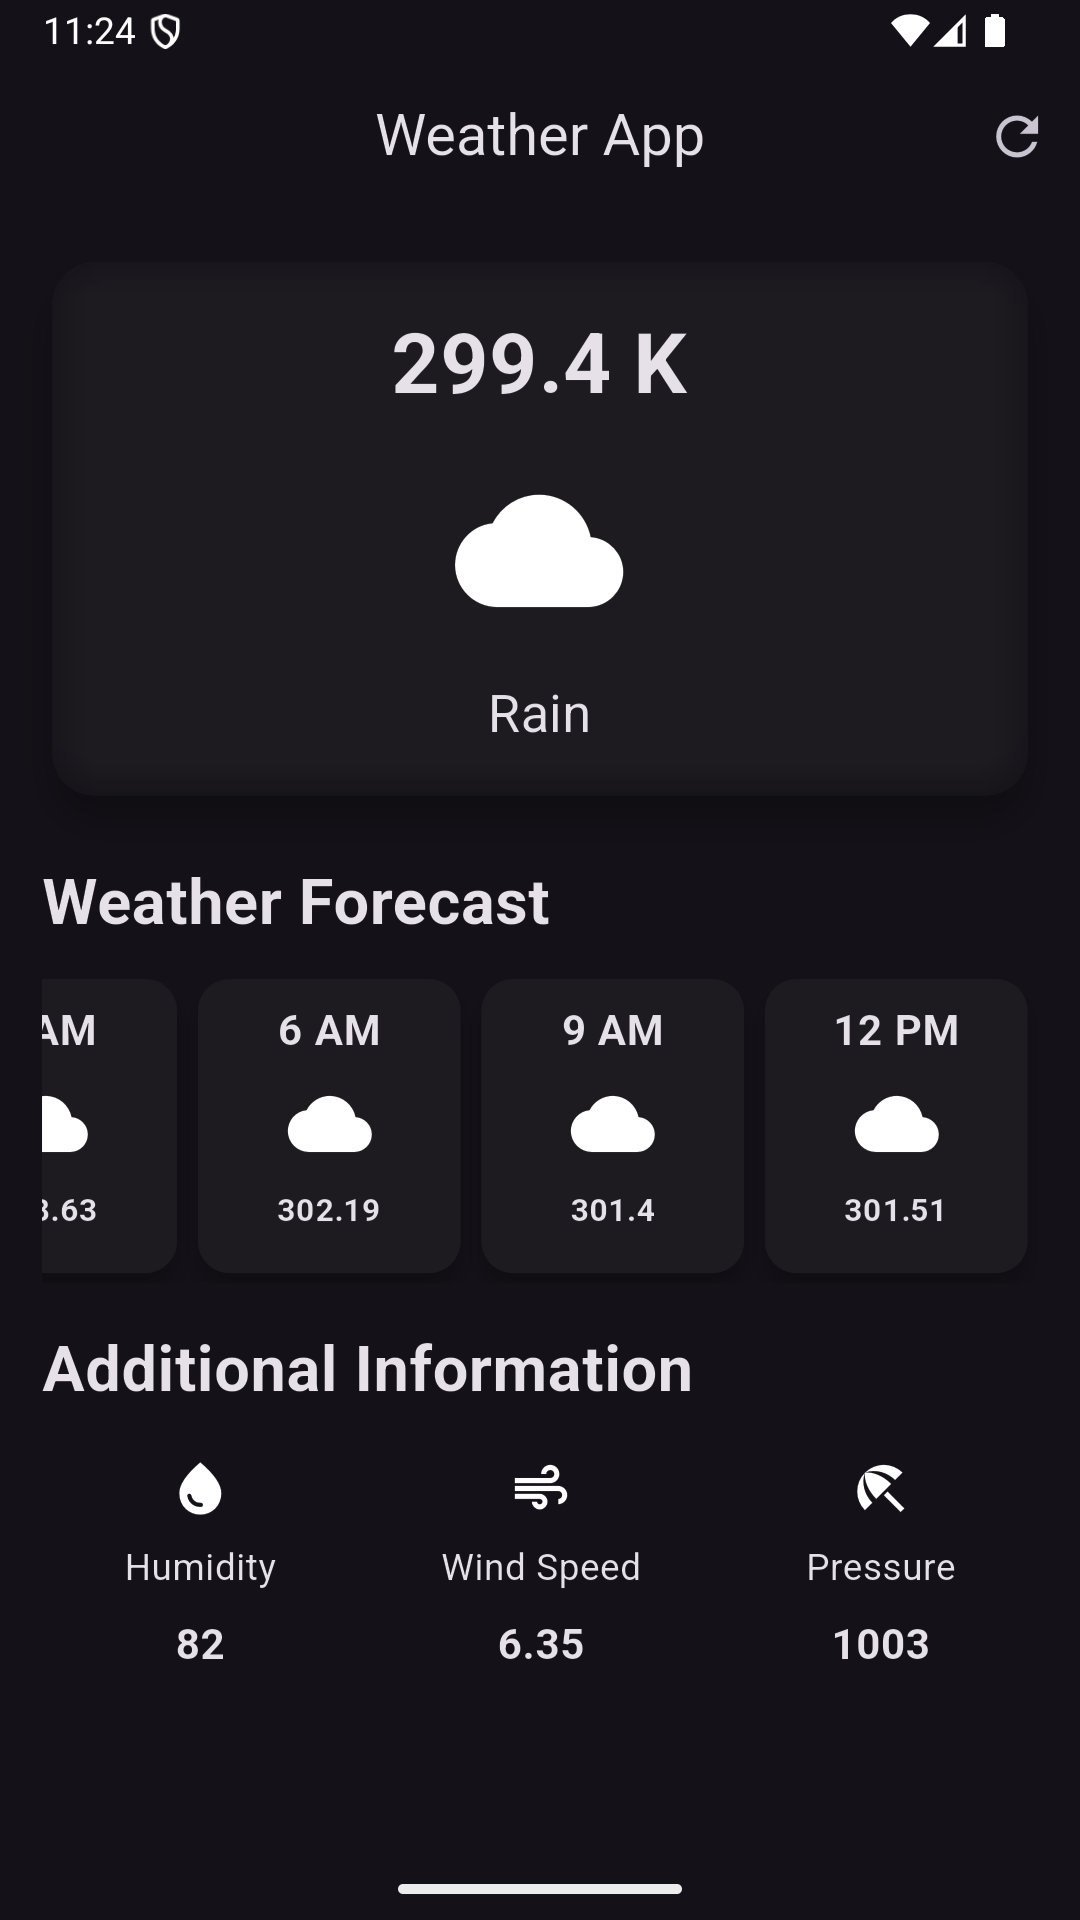 11:24
Weather App
299.4 K
Rain
Weather Forecast
AM 6 AM 9 AM 12 PM
.63 302.19 301.4 301.51
Additional Information
Humidity Wind Speed Pressure
82 6.35 1003